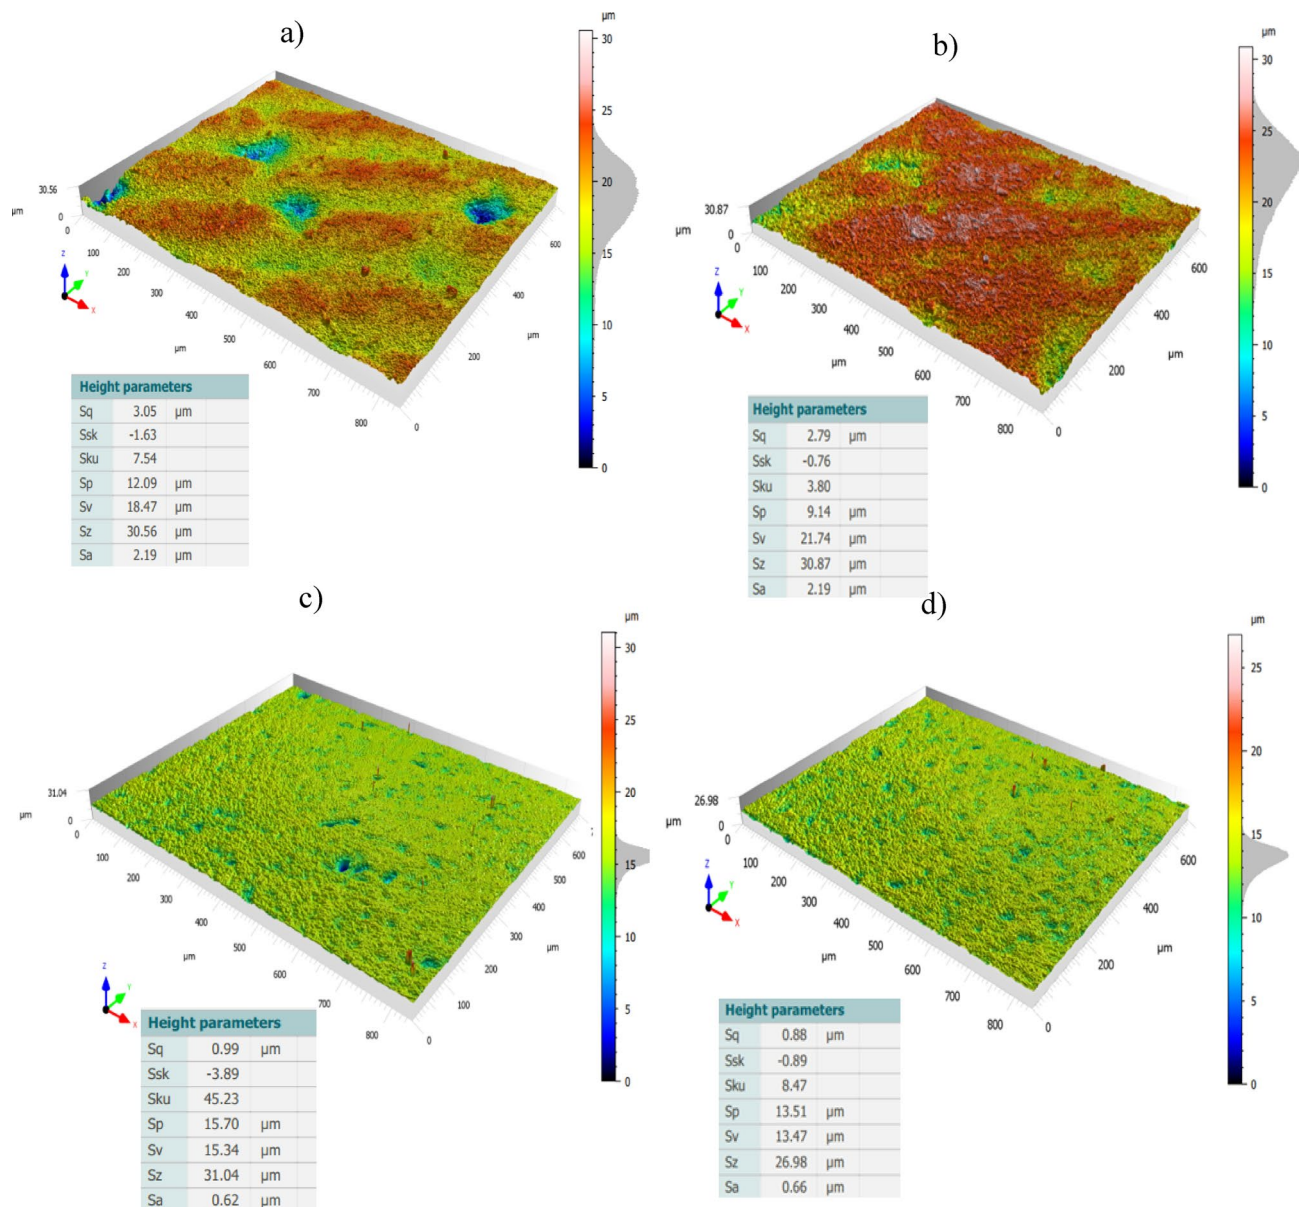 a)
µm
30
25
20
15
10
5
0
30.56
µm
0
0
100
200
300
400
500
600
700
800
µm
0
200
400
600
µm
Z
Y
X
Height parameters
Sq 3.05 µm
Ssk -1.63
Sku 7.54
Sp 12.09 µm
Sv 18.47 µm
Sz 30.56 µm
Sa 2.19 µm
b)
µm
30
25
20
15
10
5
0
30.87
µm
0
0
100
200
300
400
500
600
700
800
µm
0
200
400
600
µm
Z
Y
X
Height parameters
Sq 2.79 µm
Ssk -0.76
Sku 3.80
Sp 9.14 µm
Sv 21.74 µm
Sz 30.87 µm
Sa 2.19 µm
c)
µm
30
25
20
15
10
5
0
31.04
µm
0
0
100
200
300
400
500
600
700
800
µm
0
100
200
300
400
500
600
µm
Z
Y
X
Height parameters
Sq 0.99 µm
Ssk -3.89
Sku 45.23
Sp 15.70 µm
Sv 15.34 µm
Sz 31.04 µm
Sa 0.62 µm
d)
µm
25
20
15
10
5
0
26.98
µm
0
0
100
200
300
400
500
600
700
800
µm
0
200
400
600
µm
Z
Y
X
Height parameters
Sq 0.88 µm
Ssk -0.89
Sku 8.47
Sp 13.51 µm
Sv 13.47 µm
Sz 26.98 µm
Sa 0.66 µm